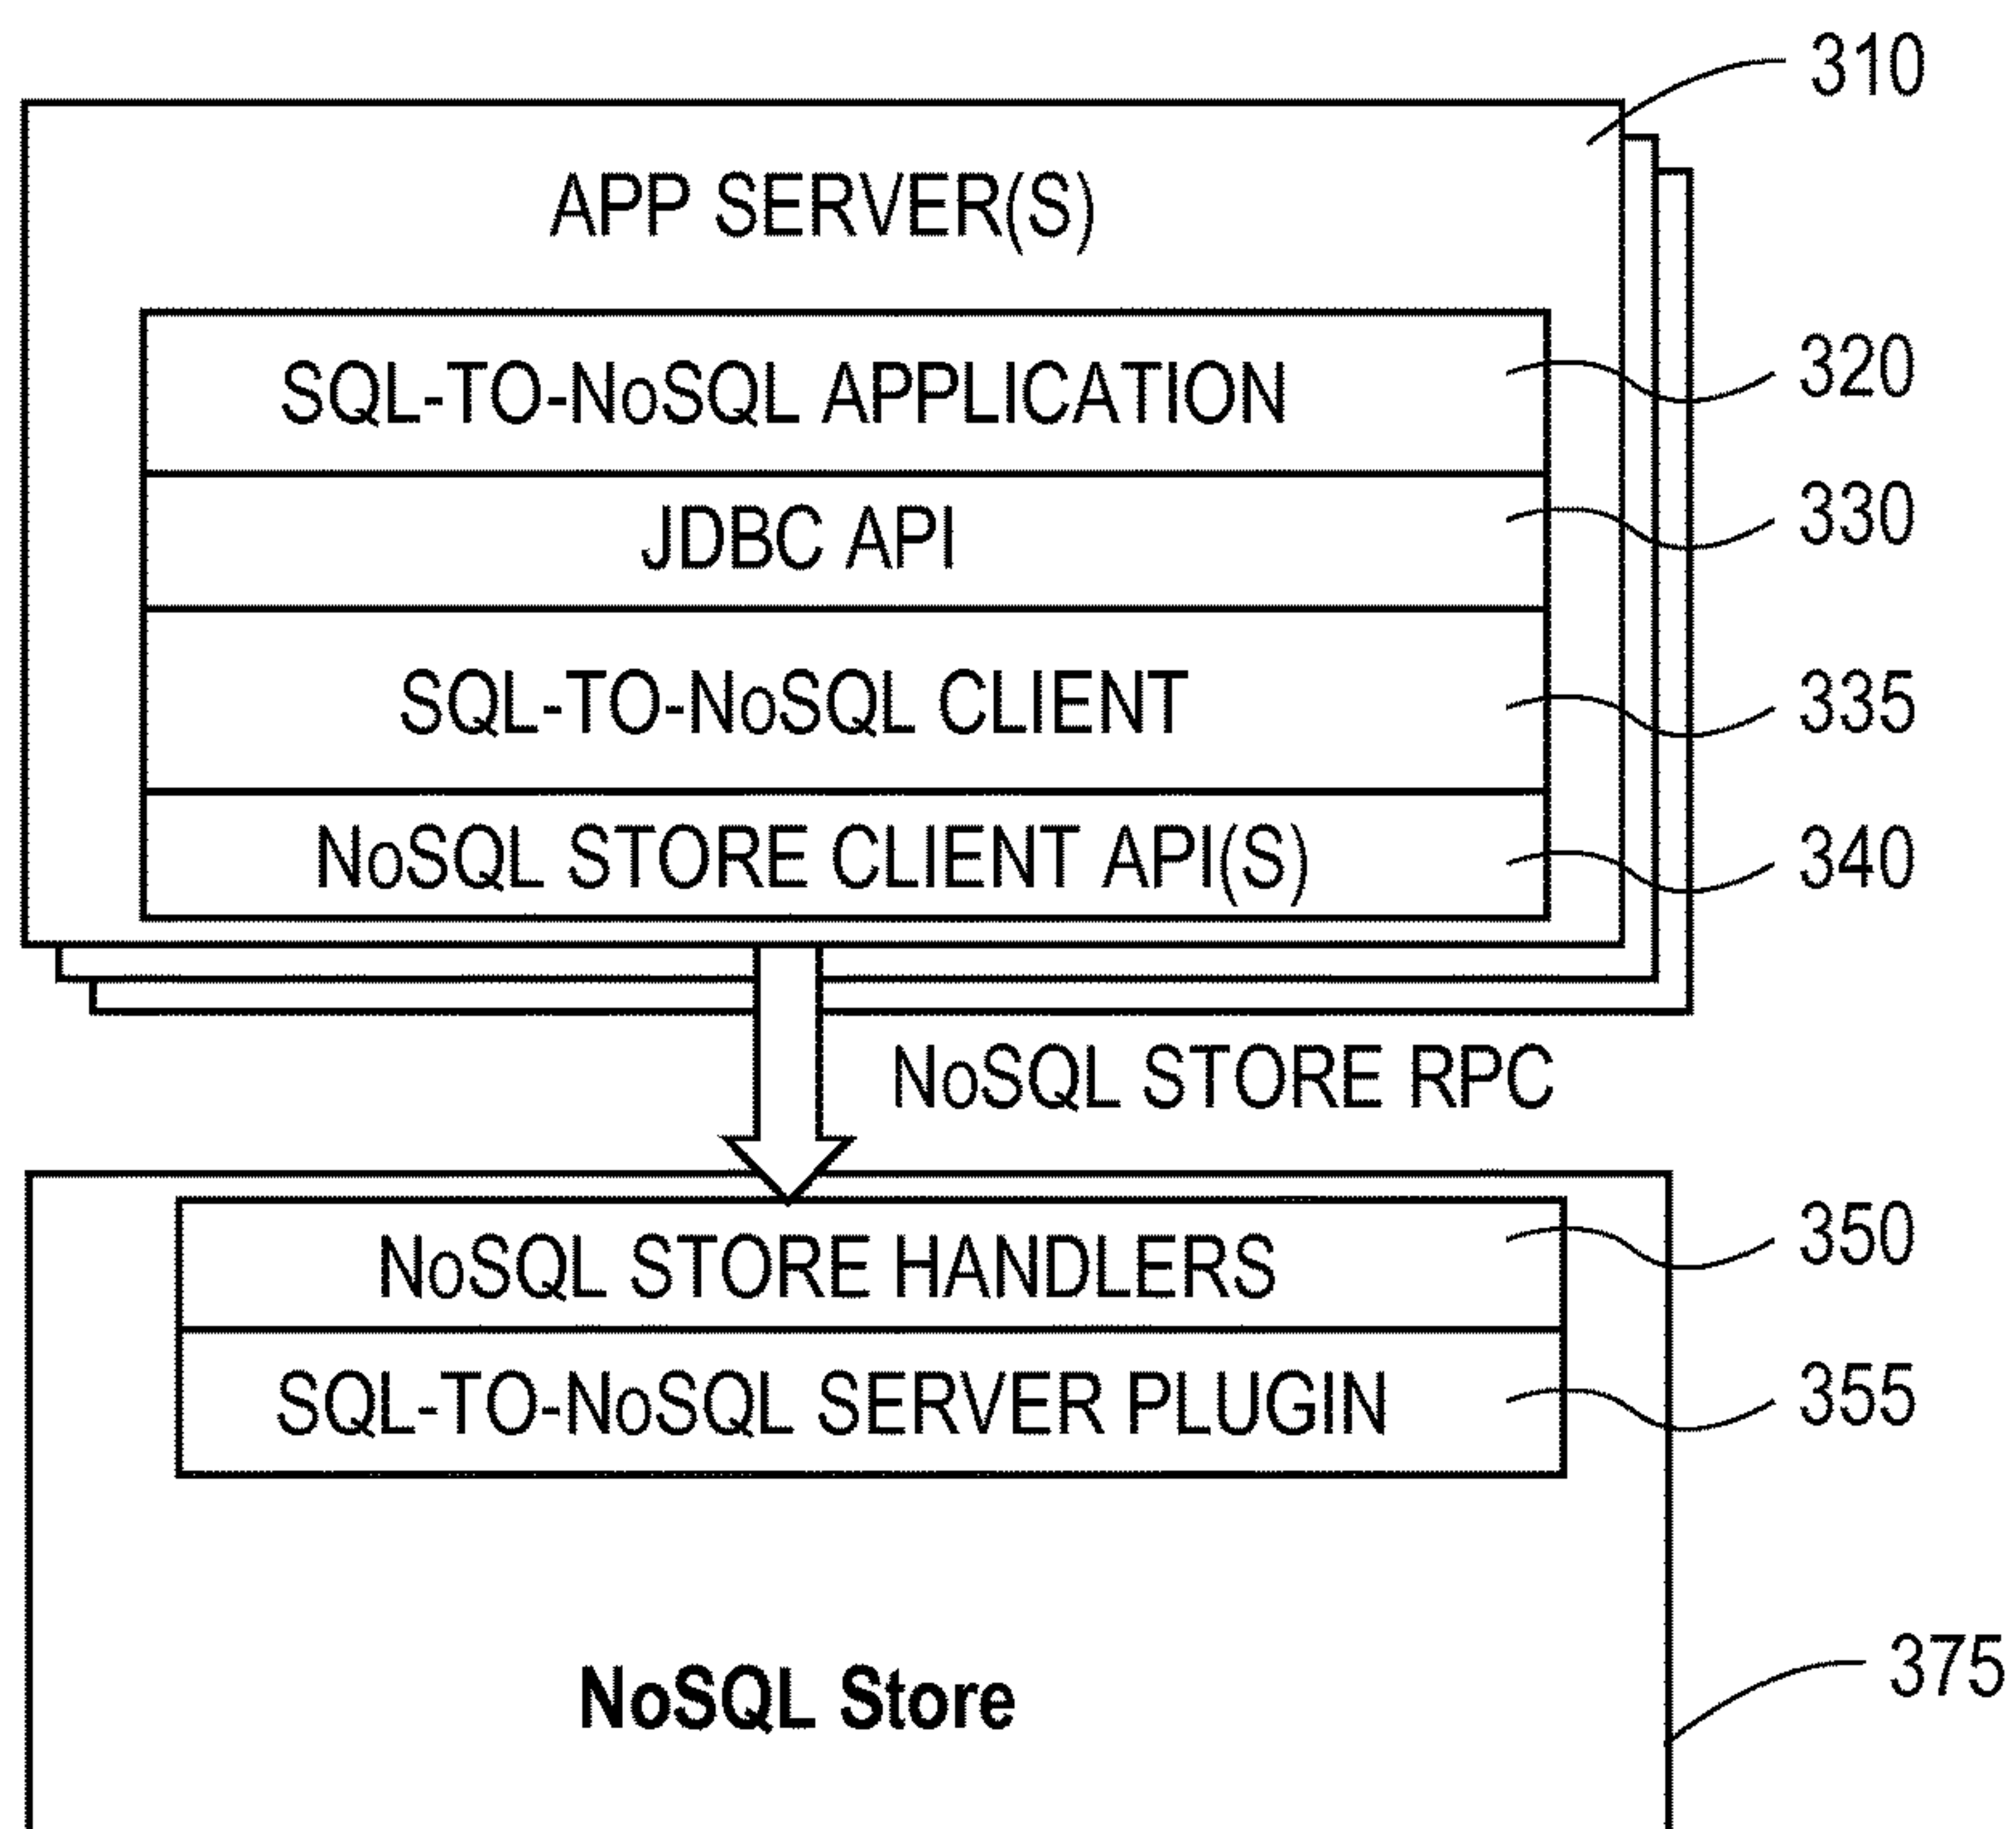 310
APP SERVER(S)
SQL-TO-NoSQL APPLICATION 320
JDBC API 330
SQL-TO-NoSQL CLIENT 335
NoSQL STORE CLIENT API(S) 340
NoSQL STORE RPC
NoSQL STORE HANDLERS 350
SQL-TO-NoSQL SERVER PLUGIN 355
NoSQL Store 375